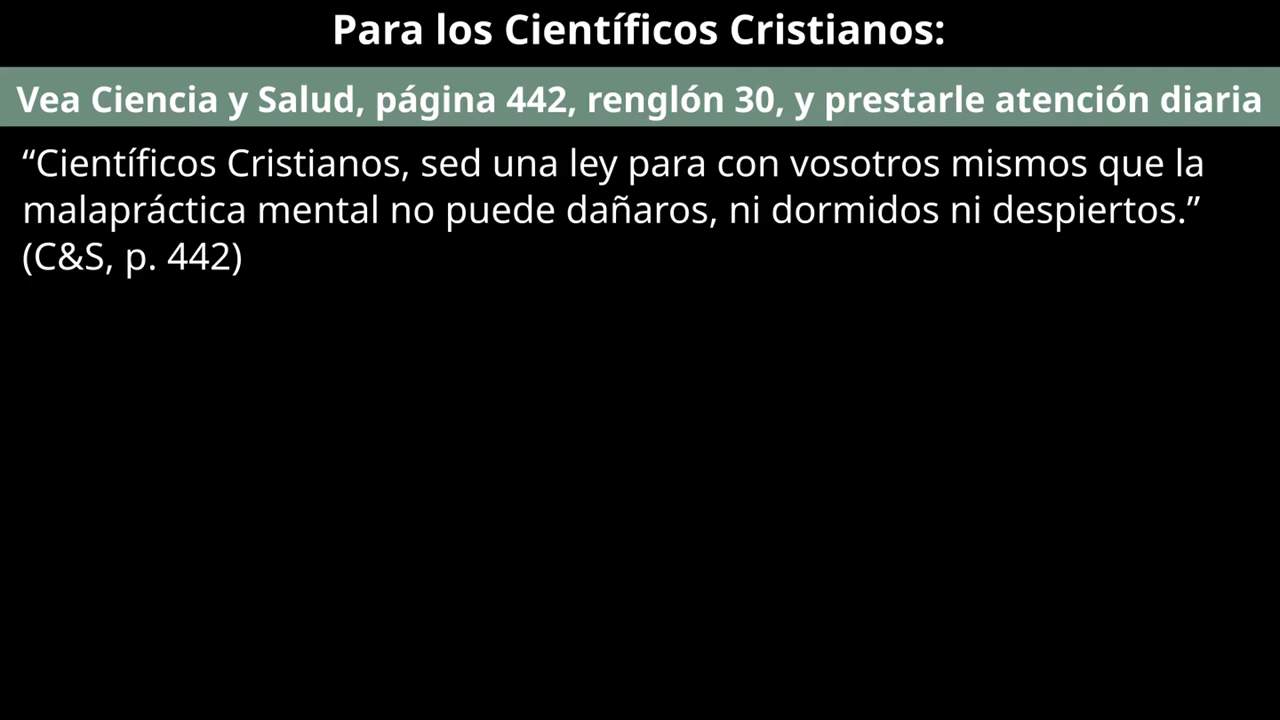 Para los Científicos Cristianos:
Vea Ciencia y Salud, página 442, renglón 30, y prestarle atención diaria
“Científicos Cristianos, sed una ley para con vosotros mismos que la
malapráctica mental no puede dañaros, ni dormidos ni despiertos.”
(C&S, p. 442)